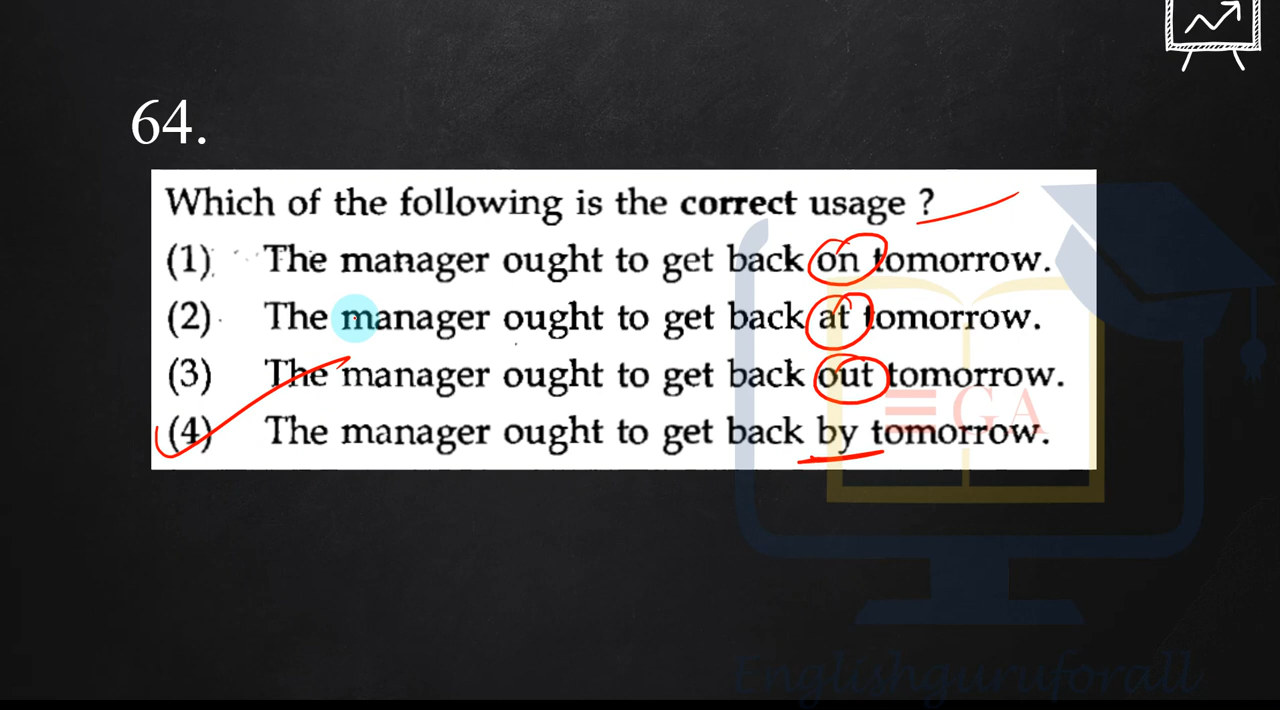 64.
Which of the following is the correct usage ?
(1) The manager ought to get back on tomorrow.
(2) The manager ought to get back at tomorrow.
(3) The manager ought to get back out tomorrow.
(4) The manager ought to get back by tomorrow.
GA
Englishguruforall